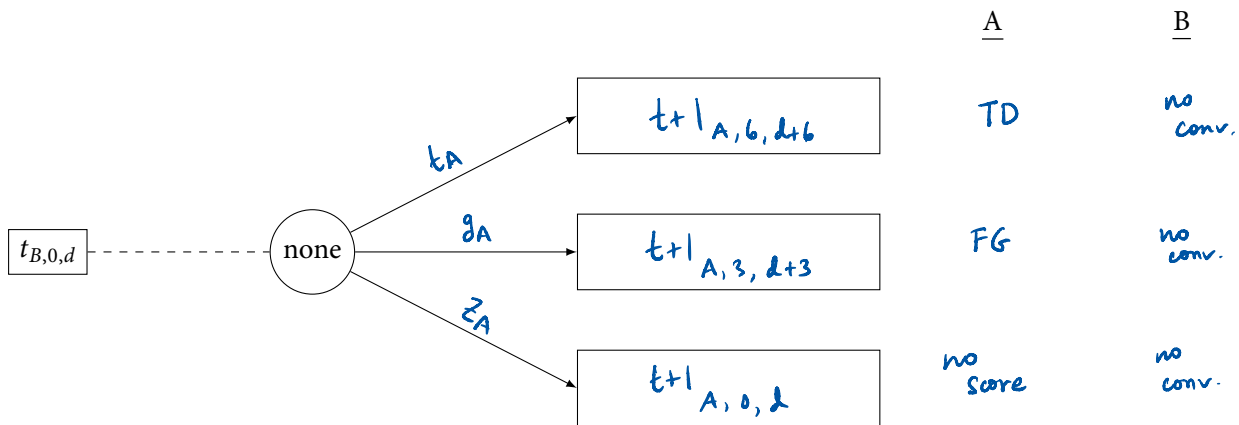 A B
t+1_{A, 6, d+6} TD no conv.
t_A
t_{B,0,d} none g_A t+1_{A, 3, d+3} FG no conv.
z_A
t+1_{A, 0, d} no score no conv.